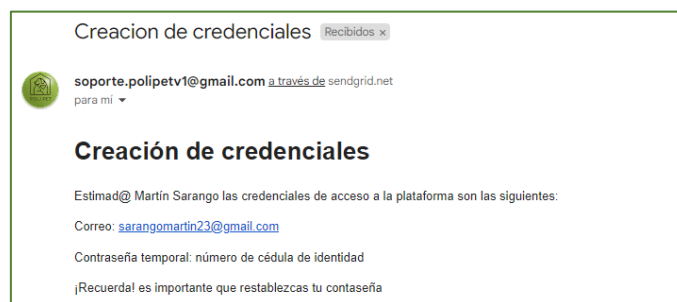 Creacion de credenciales Recibidos x
soporte.polipetv1@gmail.com a través de sendgrid.net
para mí
POLI PET
Creación de credenciales
Estimad@ Martín Sarango las credenciales de acceso a la plataforma son las siguientes:
Correo: sarangomartin23@gmail.com
Contraseña temporal: número de cédula de identidad
¡Recuerda! es importante que restablezcas tu contaseña